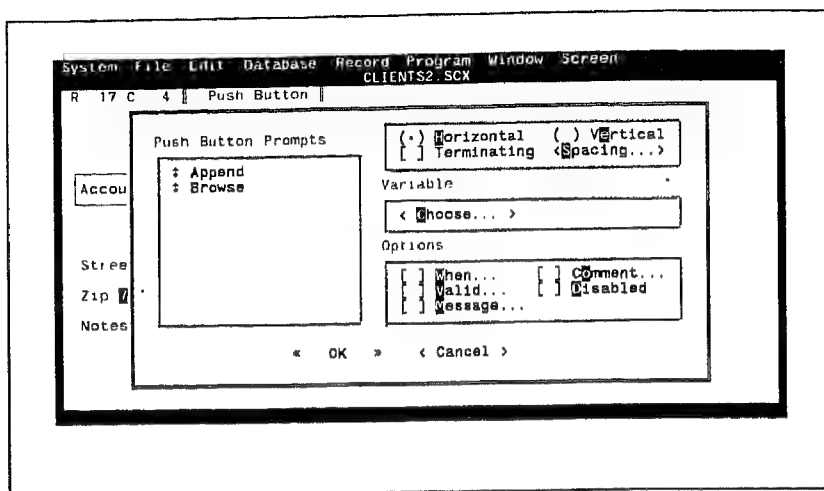 System File Edit Database Record Program Window Screen
CLIENTS2.SCX
R 17 C 4 Push Button
Push Button Prompts
(·) Horizontal ( ) Vertical
[ ] Terminating <Spacing...>
↕ Append
↕ Browse
Variable
< Choose... >
Options
[ ] When... [ ] Comment...
[ ] Valid... [ ] Disabled
[ ] Message...
Accou
Stree
Zip
Notes
« OK » < Cancel >